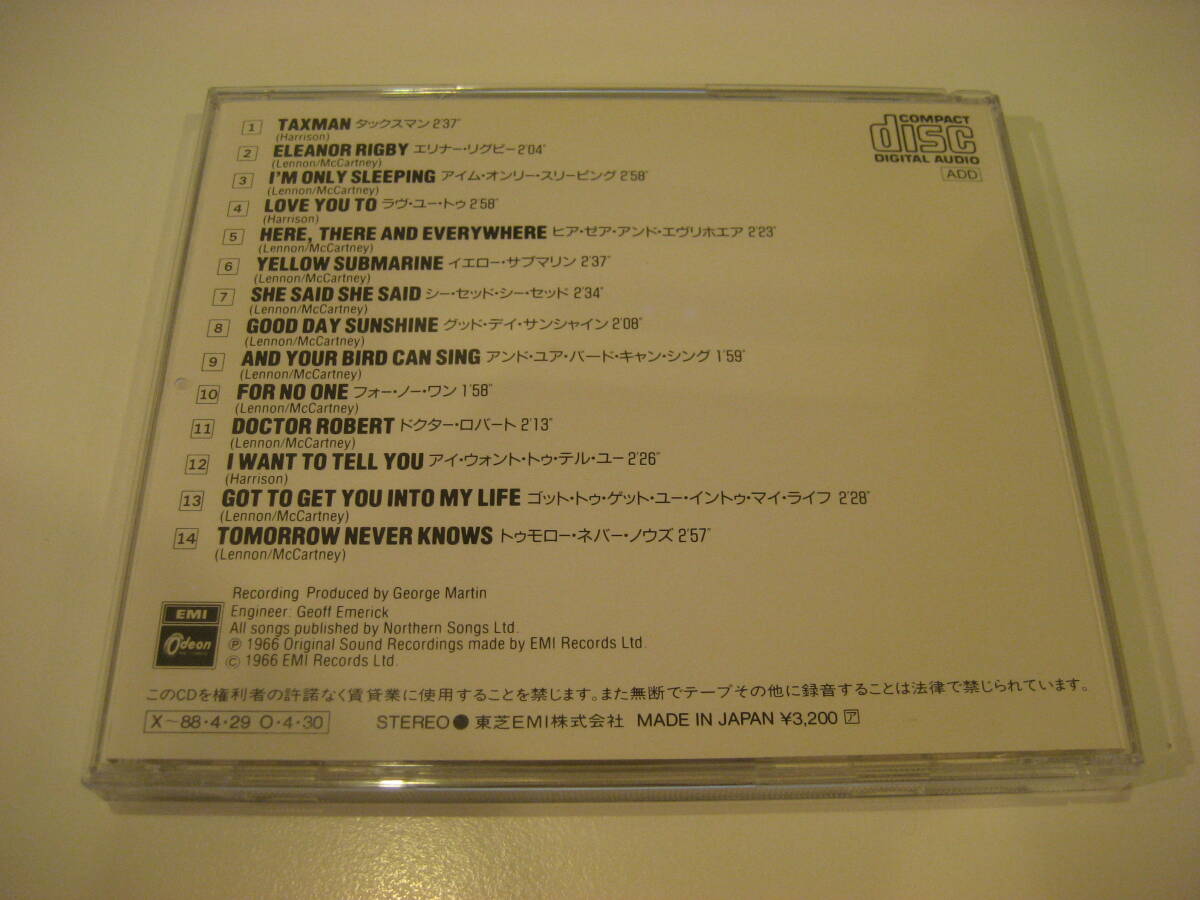 1 TAXMAN タックスマン 2'37"
(Harrison)
2 ELEANOR RIGBY エリナー・リグビー 2'04"
(Lennon/McCartney)
3 I'M ONLY SLEEPING アイム・オンリー・スリーピング 2'58"
(Lennon/McCartney)
4 LOVE YOU TO ラヴ・ユー・トゥ 2'58"
(Harrison)
5 HERE, THERE AND EVERYWHERE ヒア・ゼア・アンド・エヴリホエア 2'23"
(Lennon/McCartney)
6 YELLOW SUBMARINE イエロー・サブマリン 2'37"
(Lennon/McCartney)
7 SHE SAID SHE SAID シー・セッド・シー・セッド 2'34"
(Lennon/McCartney)
8 GOOD DAY SUNSHINE グッド・デイ・サンシャイン 2'08"
(Lennon/McCartney)
9 AND YOUR BIRD CAN SING アンド・ユア・バード・キャン・シング 1'59"
(Lennon/McCartney)
10 FOR NO ONE フォー・ノー・ワン 1'58"
(Lennon/McCartney)
11 DOCTOR ROBERT ドクター・ロバート 2'13"
(Lennon/McCartney)
12 I WANT TO TELL YOU アイ・ウォント・トゥ・テル・ユー 2'26"
(Harrison)
13 GOT TO GET YOU INTO MY LIFE ゴット・トゥ・ゲット・ユー・イントゥ・マイ・ライフ 2'28"
(Lennon/McCartney)
14 TOMORROW NEVER KNOWS トゥモロー・ネバー・ノウズ 2'57"
(Lennon/McCartney)
COMPACT
disc
DIGITAL AUDIO
ADD
Recording Produced by George Martin
Engineer: Geoff Emerick
All songs published by Northern Songs Ltd.
℗ 1966 Original Sound Recordings made by EMI Records Ltd.
© 1966 EMI Records Ltd.
EMI
Odeon
このCDを権利者の許諾なく賃貸業に使用することを禁じます。また無断でテープその他に録音することは法律で禁じられています。
X〜88・4・29 O・4・30 STEREO● 東芝EMI株式会社 MADE IN JAPAN ¥3,200 ア